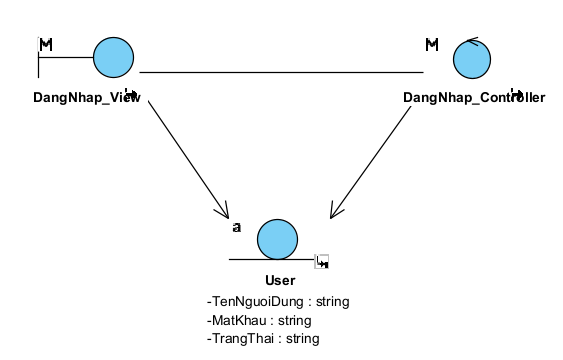 M
M
DangNhap_View
DangNhap_Controller
a
User
-TenNguoiDung : string
-MatKhau : string
-TrangThai : string